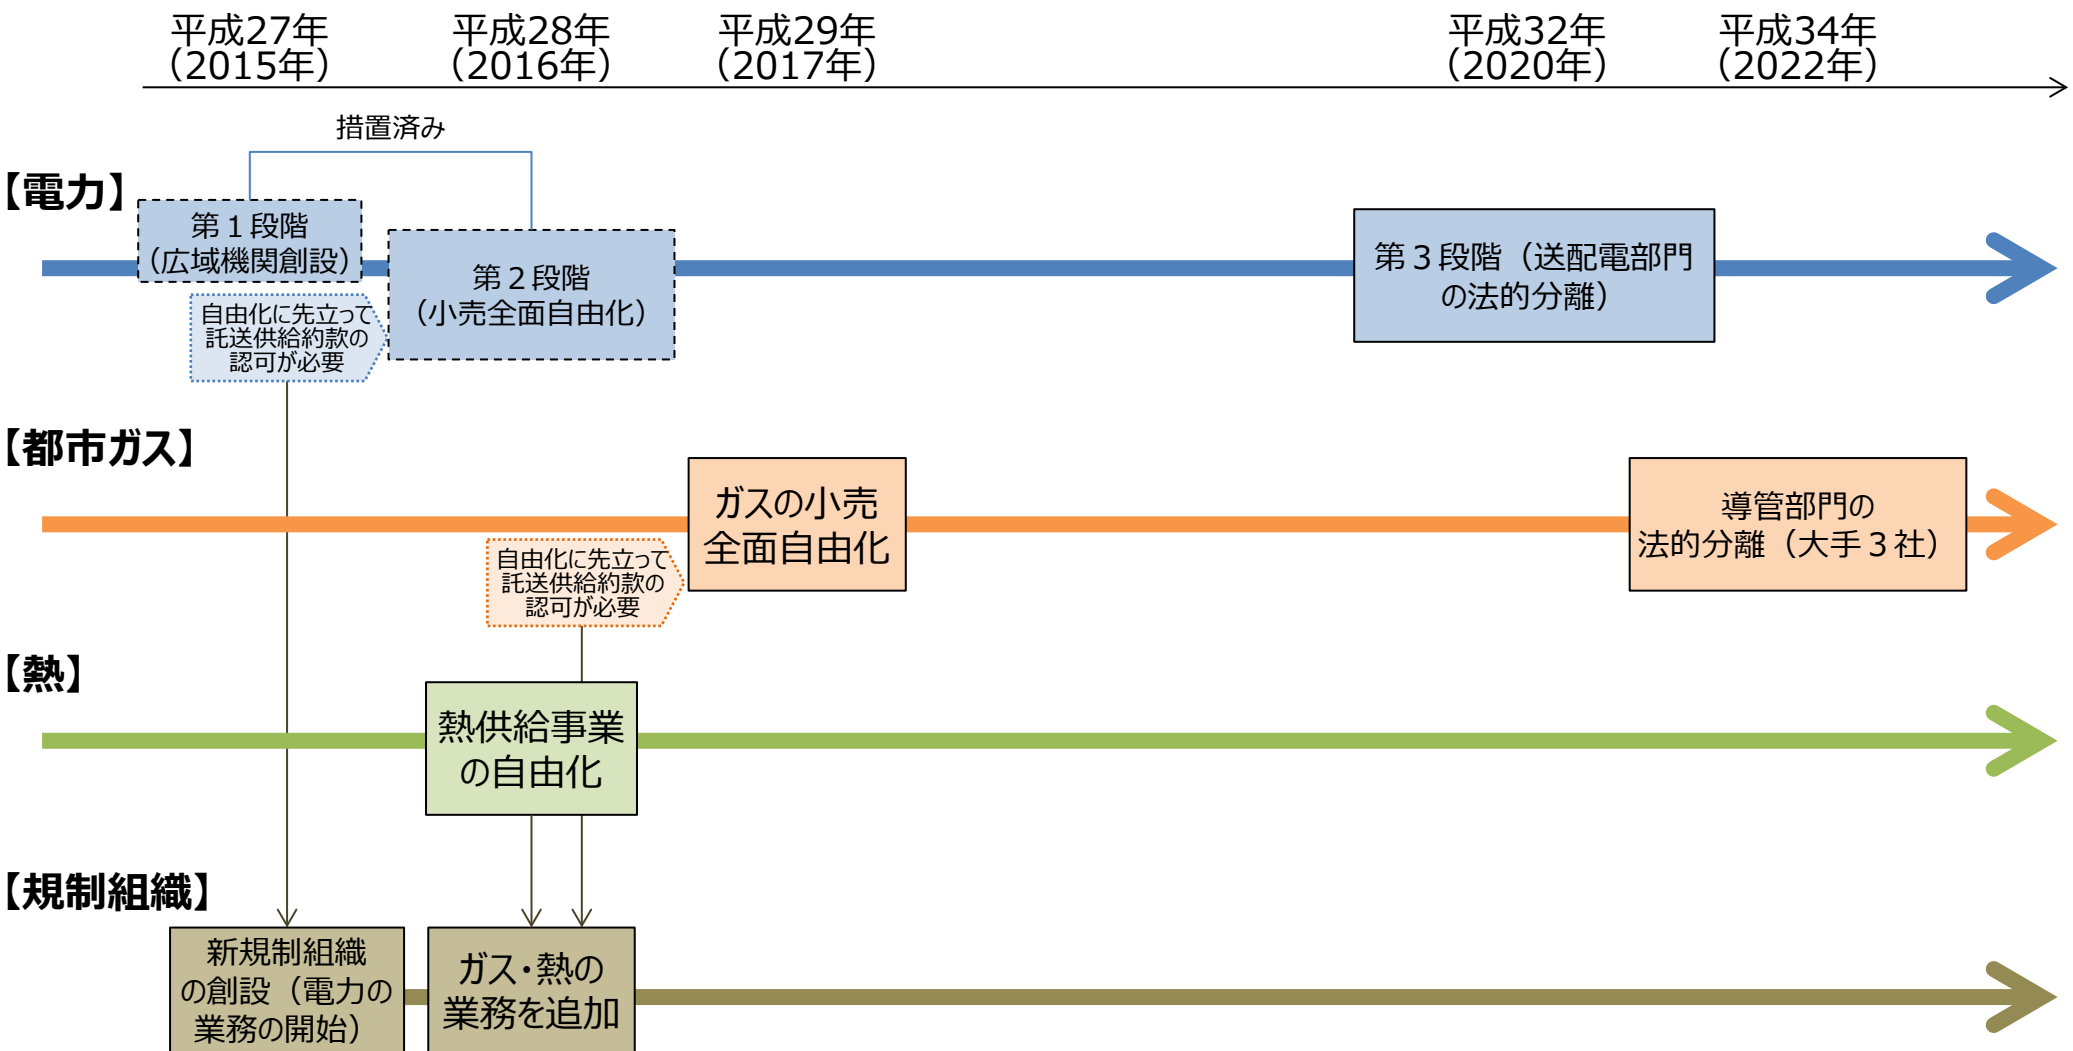 平成27年
（2015年）
平成28年
（2016年）
平成29年
（2017年）
平成32年
（2020年）
平成34年
（2022年）
措置済み
【電力】
第１段階
（広域機関創設）
第２段階
（小売全面自由化）
第３段階（送配電部門
の法的分離）
自由化に先立って
託送供給約款の
認可が必要
【都市ガス】
ガスの小売
全面自由化
導管部門の
法的分離（大手３社）
自由化に先立って
託送供給約款の
認可が必要
【熱】
熱供給事業
の自由化
【規制組織】
新規制組織
の創設（電力の
業務の開始）
ガス・熱の
業務を追加